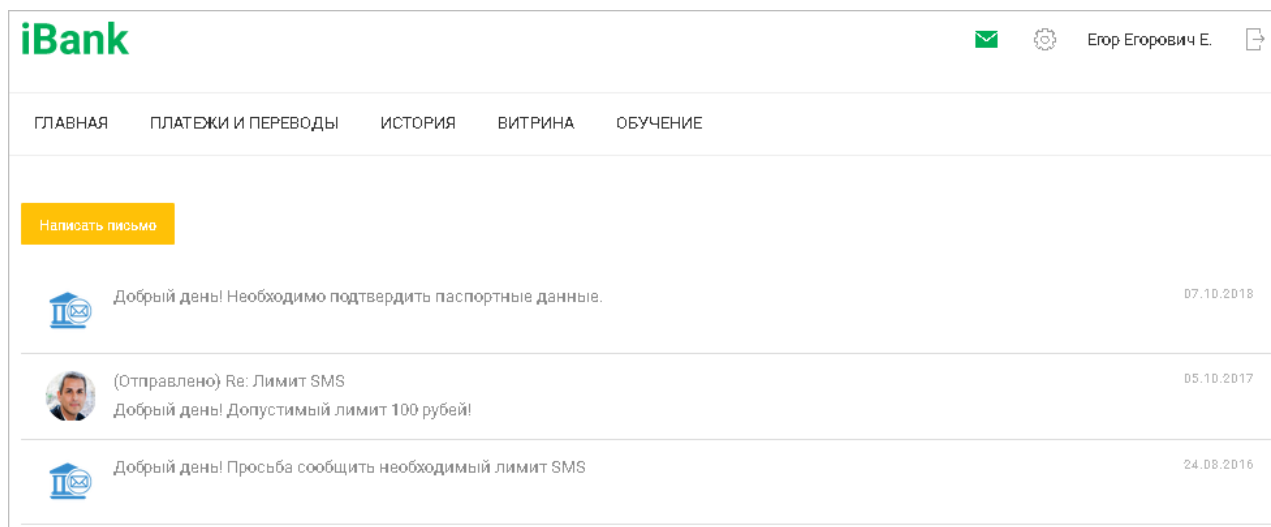 iBank
Егор Егорович Е.
ГЛАВНАЯ ПЛАТЕЖИ И ПЕРЕВОДЫ ИСТОРИЯ ВИТРИНА ОБУЧЕНИЕ
Написать письмо
Добрый день! Необходимо подтвердить паспортные данные. 07.10.2018
(Отправлено) Re: Лимит SMS 05.10.2017
Добрый день! Допустимый лимит 100 рублей!
Добрый день! Просьба сообщить необходимый лимит SMS 24.08.2016